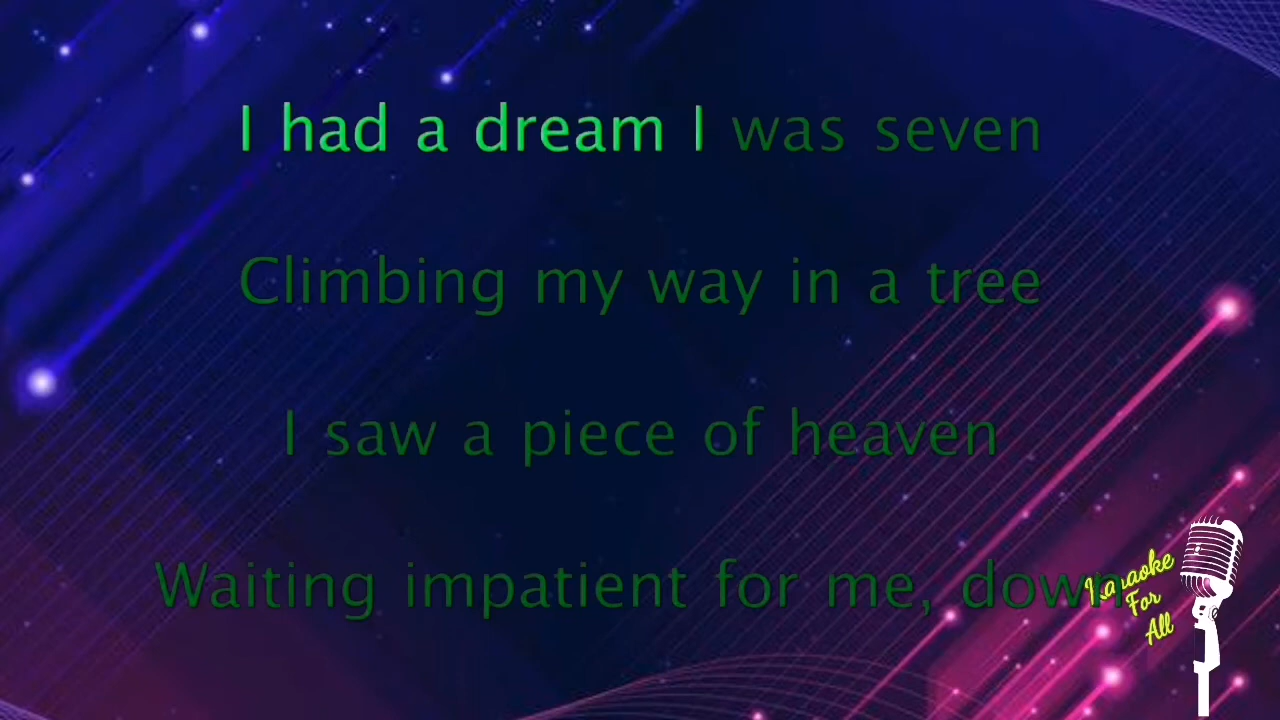 I had a dream I was seven
Climbing my way in a tree
I saw a piece of heaven
Waiting impatient for me, down
Karaoke
For
All